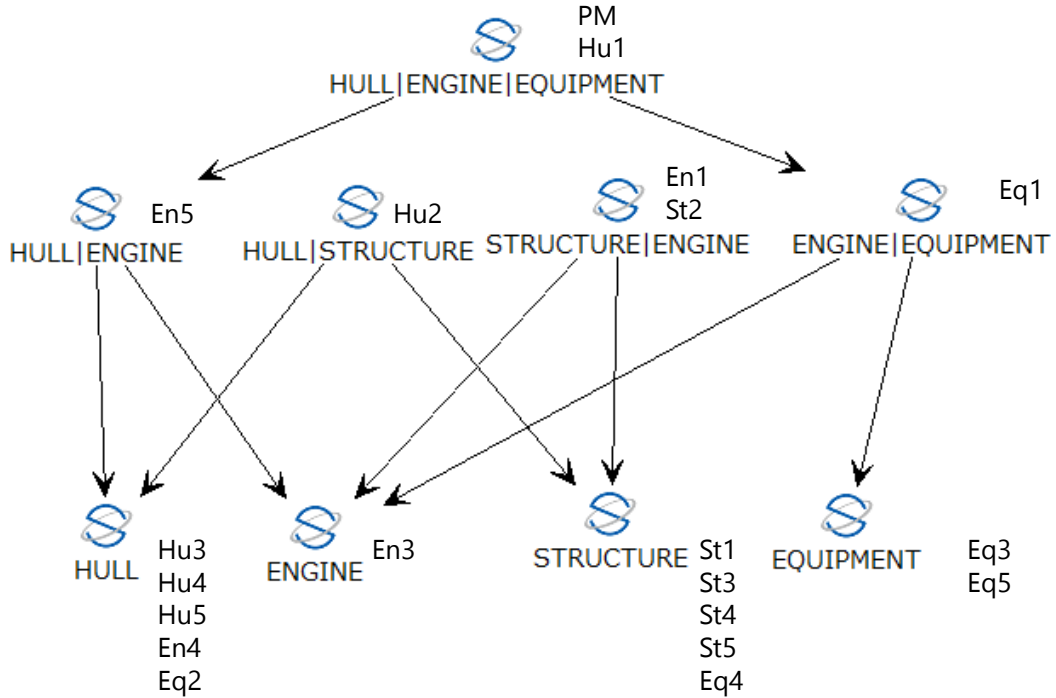 PM
Hu1
HULL|ENGINE|EQUIPMENT
En5
HULL|ENGINE
Hu2
HULL|STRUCTURE
En1
St2
STRUCTURE|ENGINE
Eq1
ENGINE|EQUIPMENT
HULL
Hu3
Hu4
Hu5
En4
Eq2
ENGINE
En3
STRUCTURE
St1
St3
St4
St5
Eq4
EQUIPMENT
Eq3
Eq5